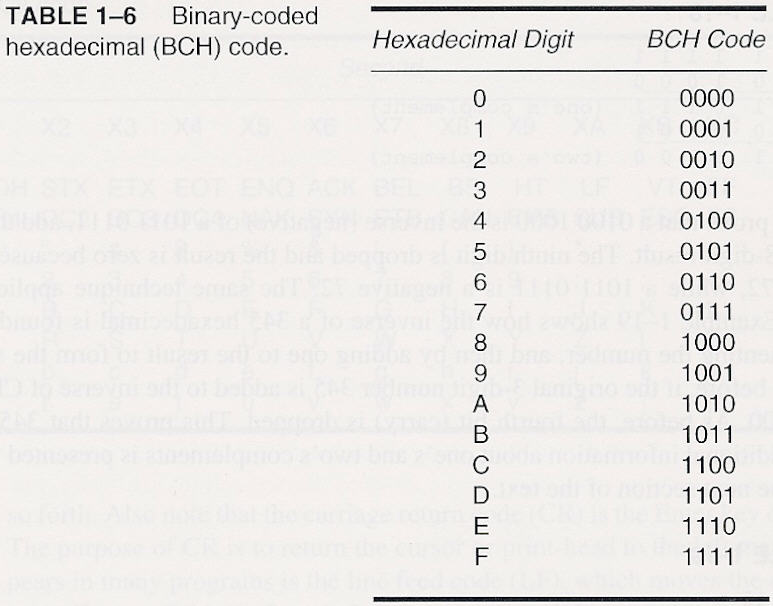 TABLE 1–6 Binary-coded
hexadecimal (BCH) code.
Hexadecimal Digit BCH Code
0 0000
1 0001
2 0010
3 0011
4 0100
5 0101
6 0110
7 0111
8 1000
9 1001
A 1010
B 1011
C 1100
D 1101
E 1110
F 1111